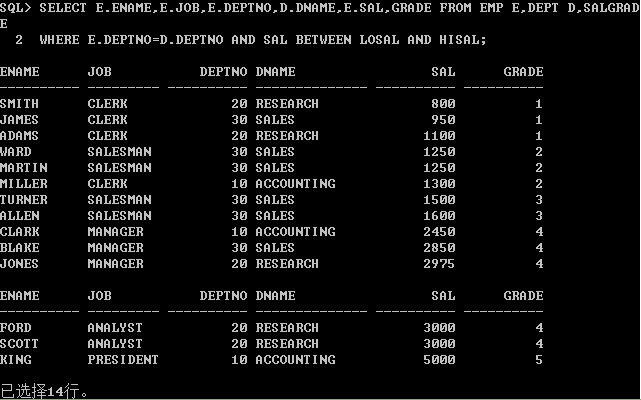 SQL> SELECT E.ENAME,E.JOB,E.DEPTNO,D.DNAME,E.SAL,GRADE FROM EMP E,DEPT D,SALGRAD
E
  2  WHERE E.DEPTNO=D.DEPTNO AND SAL BETWEEN LOSAL AND HISAL;
ENAME      JOB           DEPTNO DNAME                 SAL      GRADE
---------- --------- ---------- -------------- ---------- ----------
SMITH      CLERK             20 RESEARCH              800          1
JAMES      CLERK             30 SALES                 950          1
ADAMS      CLERK             20 RESEARCH             1100          1
WARD       SALESMAN          30 SALES                1250          2
MARTIN     SALESMAN          30 SALES                1250          2
MILLER     CLERK             10 ACCOUNTING           1300          2
TURNER     SALESMAN          30 SALES                1500          3
ALLEN      SALESMAN          30 SALES                1600          3
CLARK      MANAGER           10 ACCOUNTING           2450          4
BLAKE      MANAGER           30 SALES                2850          4
JONES      MANAGER           20 RESEARCH             2975          4
ENAME      JOB           DEPTNO DNAME                 SAL      GRADE
---------- --------- ---------- -------------- ---------- ----------
FORD       ANALYST           20 RESEARCH             3000          4
SCOTT      ANALYST           20 RESEARCH             3000          4
KING       PRESIDENT         10 ACCOUNTING           5000          5
已选择14行。